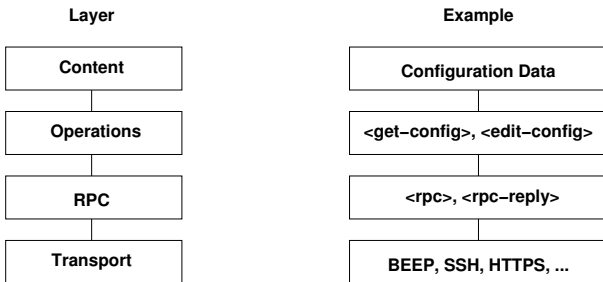 Layer Example
Content Configuration Data
Operations <get−config>, <edit−config>
RPC <rpc>, <rpc−reply>
Transport BEEP, SSH, HTTPS, ...